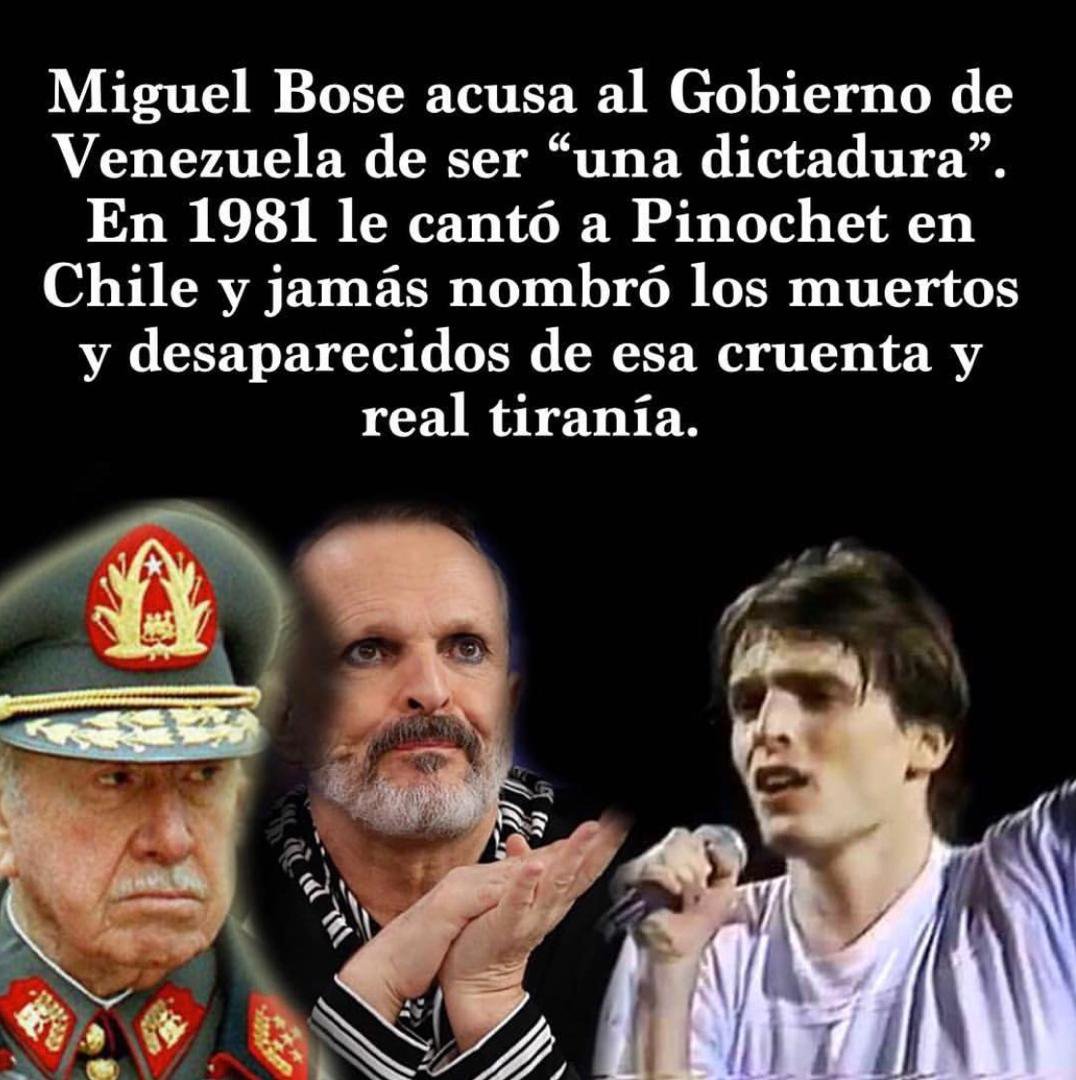 Miguel Bose acusa al Gobierno de
Venezuela de ser “una dictadura”.
En 1981 le cantó a Pinochet en
Chile y jamás nombró los muertos
y desaparecidos de esa cruenta y
real tiranía.